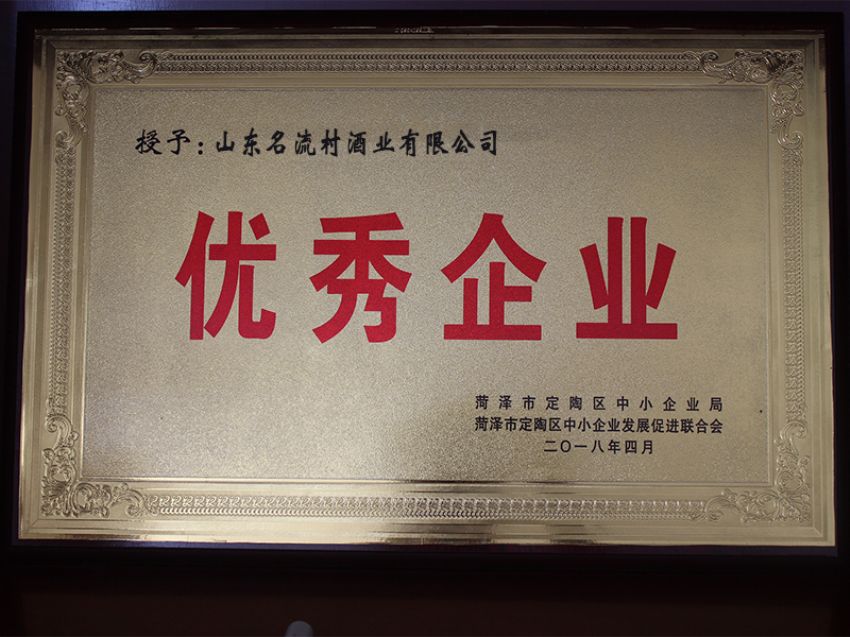 授予：山东名流村酒业有限公司
优秀企业
菏泽市定陶区中小企业局
菏泽市定陶区中小企业发展促进联合会
二〇一八年四月